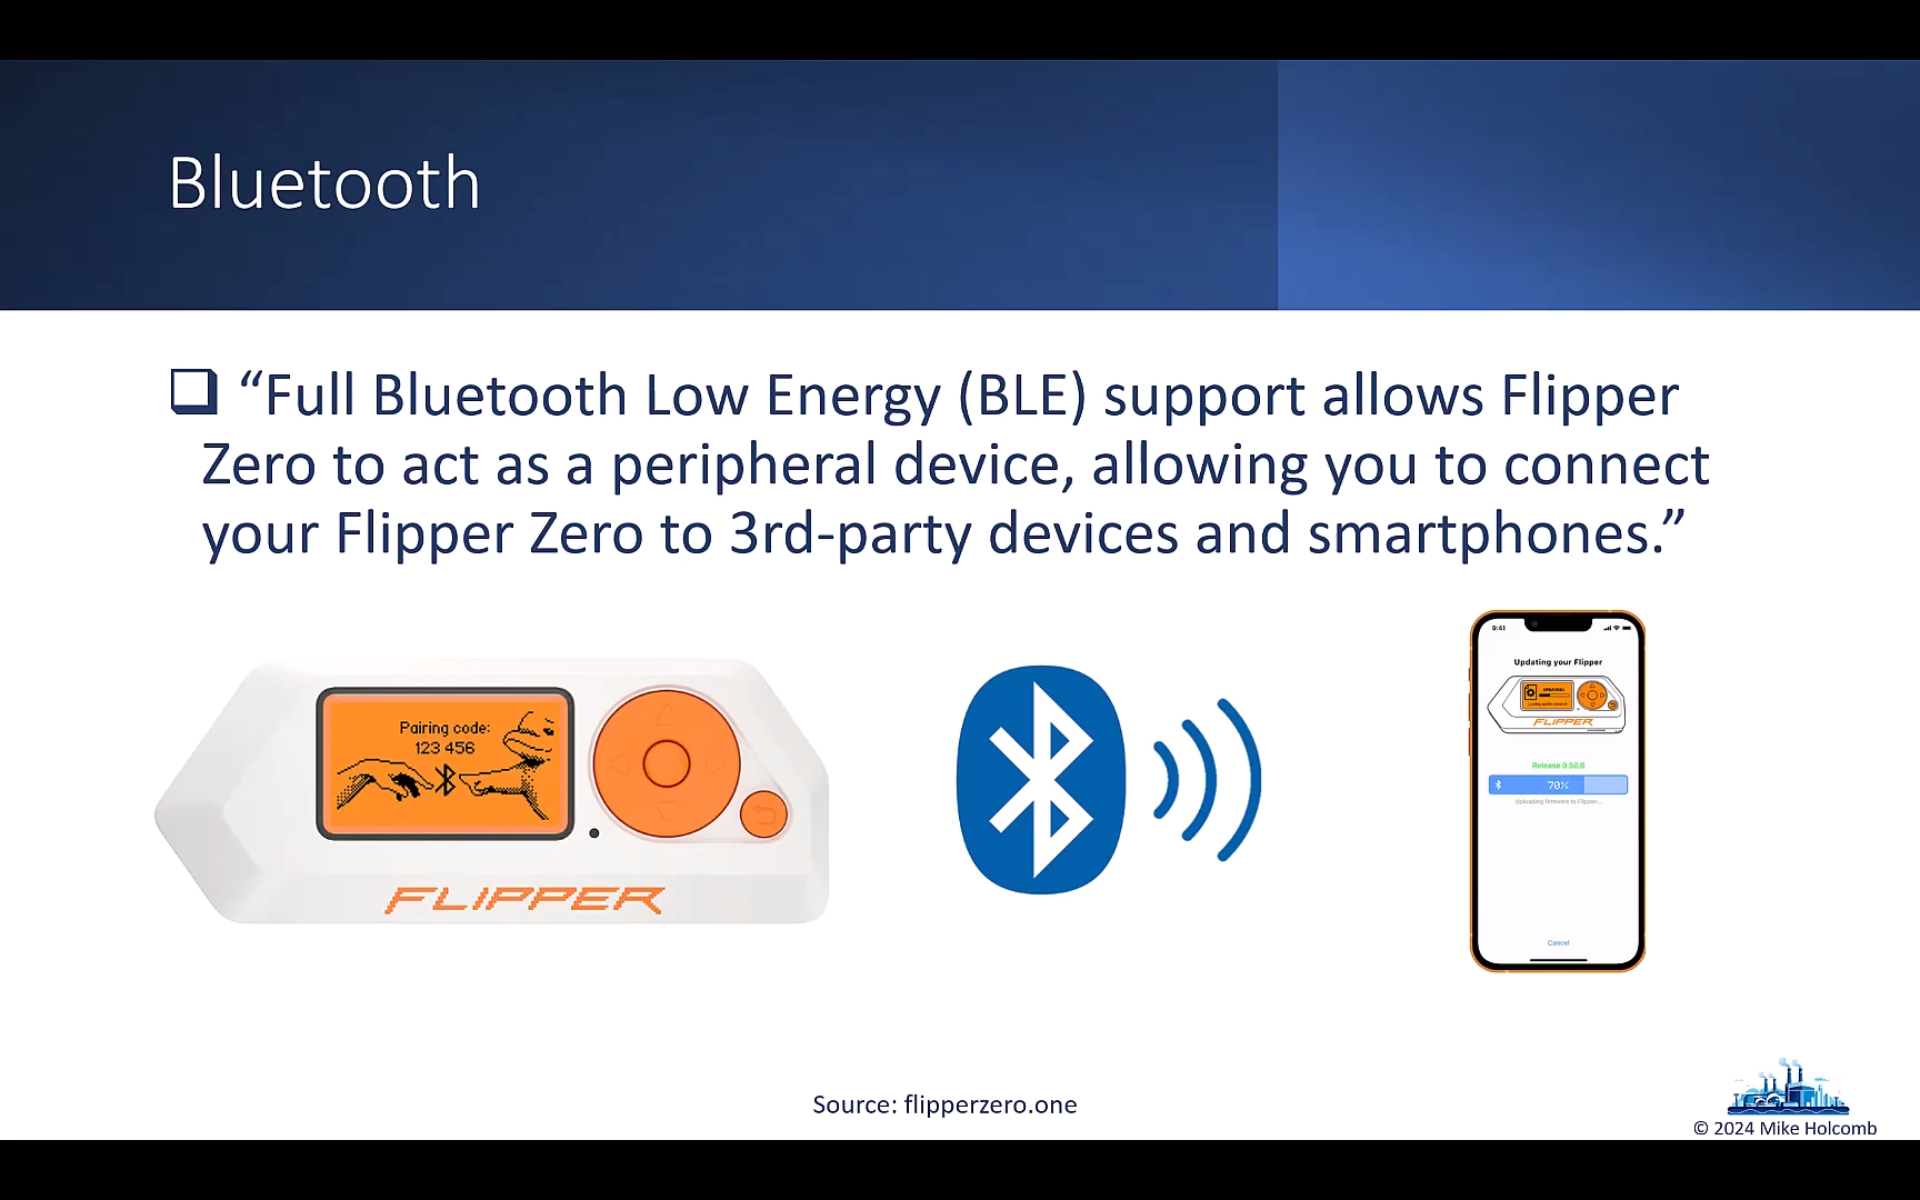 Bluetooth
“Full Bluetooth Low Energy (BLE) support allows Flipper
Zero to act as a peripheral device, allowing you to connect
your Flipper Zero to 3rd-party devices and smartphones.”
Pairing code:
123 456
FLIPPER
9:41
Updating your Flipper
FLIPPER
Release 0.50.6
70%
Uploading firmware to Flipper...
Cancel
Source: flipperzero.one
© 2024 Mike Holcomb